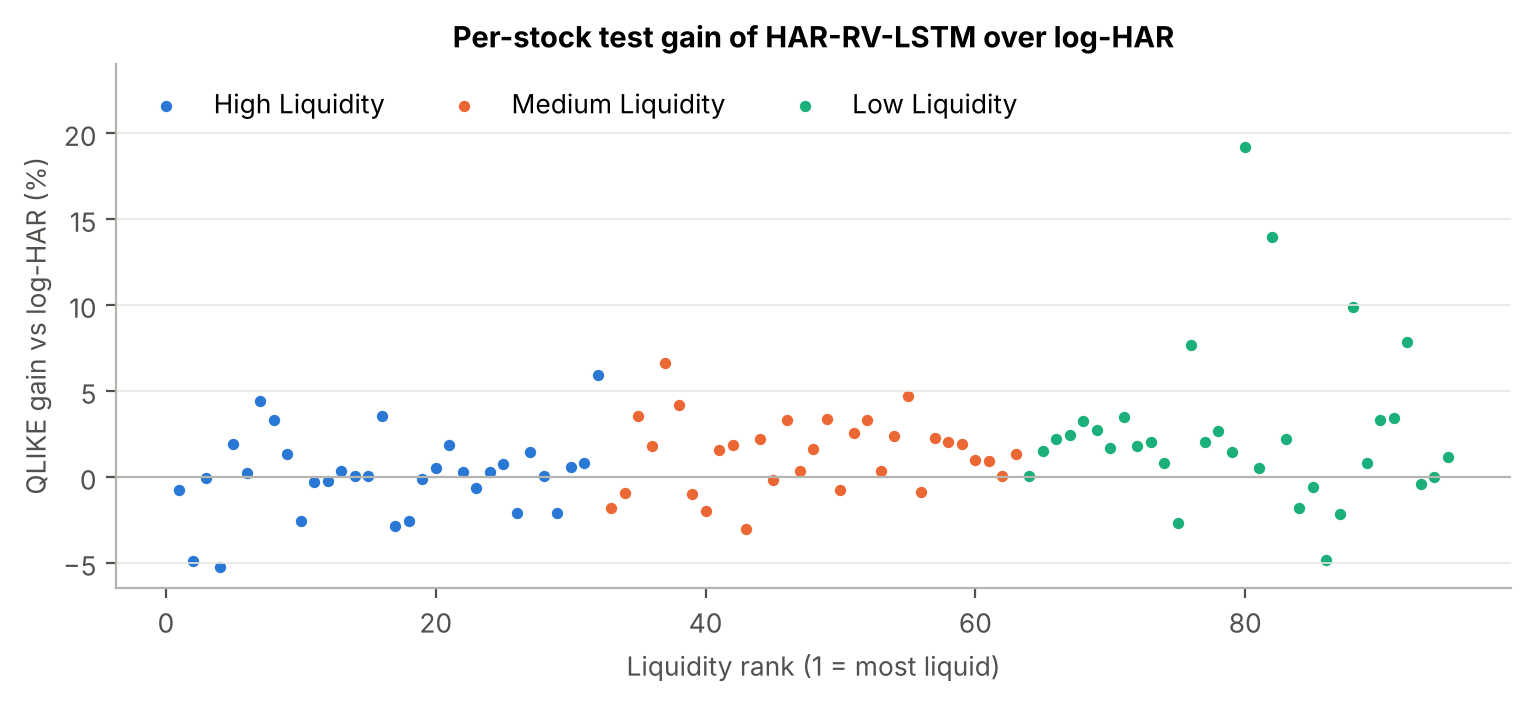 Per-stock test gain of HAR-RV-LSTM over log-HAR
High Liquidity
Medium Liquidity
Low Liquidity
QLIKE gain vs log-HAR (%)
20
15
10
5
0
−5
0
20
40
60
80
Liquidity rank (1 = most liquid)